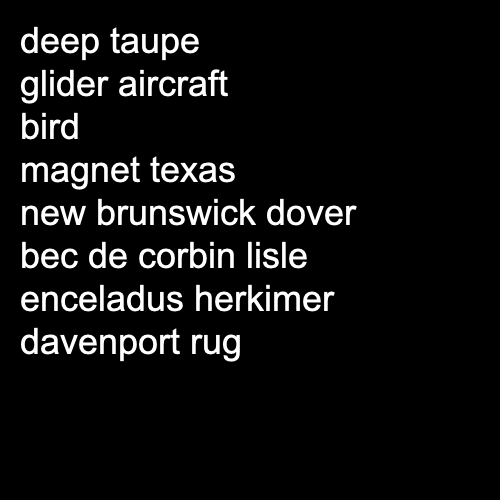 deep taupe
glider aircraft
bird
magnet texas
new brunswick dover
bec de corbin lisle
enceladus herkimer
davenport rug